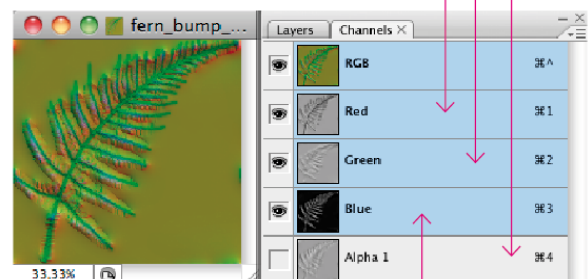 fern_bump_...
33.33%
Layers
Channels ×
RGB ⌘^
Red ⌘1
Green ⌘2
Blue ⌘3
Alpha 1 ⌘4